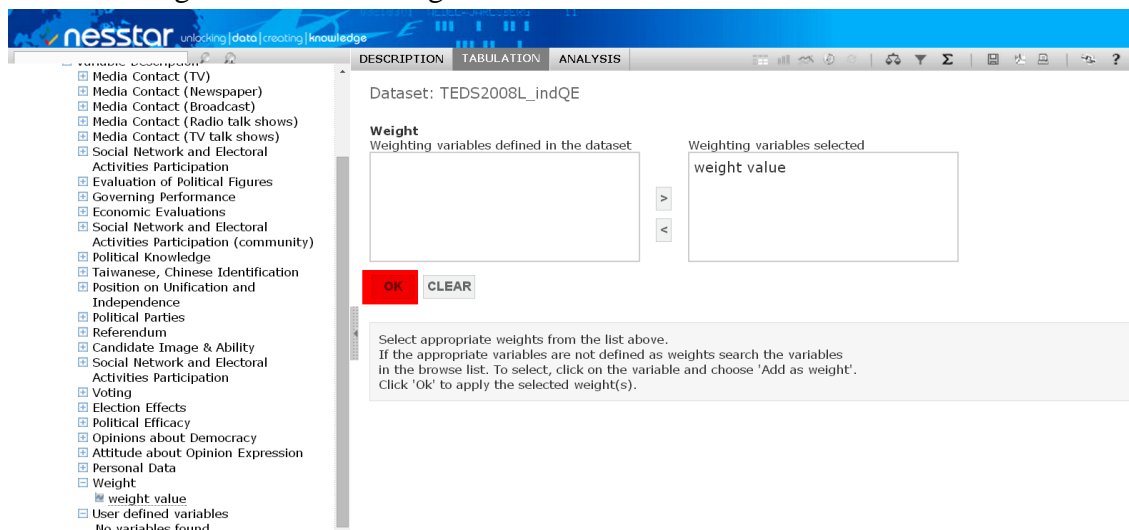 nesstar unlocking|data|creating|knowledge
DESCRIPTION TABULATION ANALYSIS
Variable Description
Media Contact (TV)
Media Contact (Newspaper)
Media Contact (Broadcast)
Media Contact (Radio talk shows)
Media Contact (TV talk shows)
Social Network and Electoral
Activities Participation
Evaluation of Political Figures
Governing Performance
Economic Evaluations
Social Network and Electoral
Activities Participation (community)
Political Knowledge
Taiwanese, Chinese Identification
Position on Unification and
Independence
Political Parties
Referendum
Candidate Image & Ability
Social Network and Electoral
Activities Participation
Voting
Election Effects
Political Efficacy
Opinions about Democracy
Attitude about Opinion Expression
Personal Data
Weight
weight value
User defined variables
No variables found
Dataset: TEDS2008L_indQE
Weight
Weighting variables defined in the dataset
Weighting variables selected
weight value
>
<
OK CLEAR
Select appropriate weights from the list above.
If the appropriate variables are not defined as weights search the variables
in the browse list. To select, click on the variable and choose 'Add as weight'.
Click 'Ok' to apply the selected weight(s).